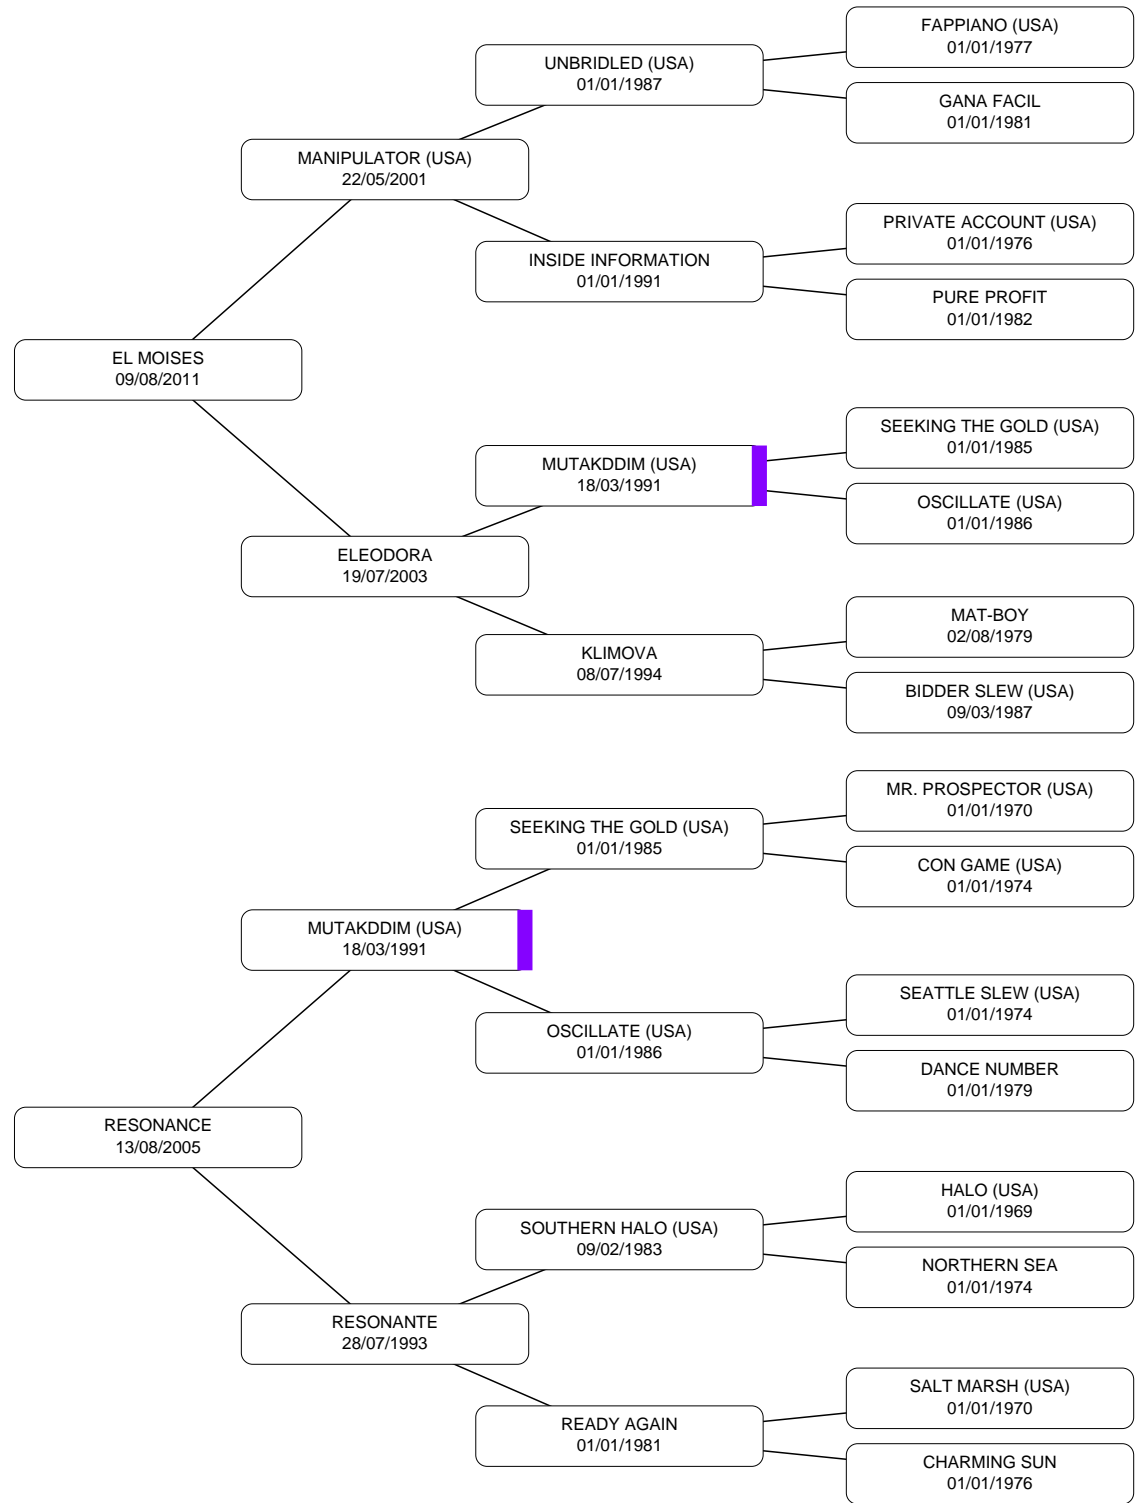 FAPPIANO (USA)
01/01/1977
UNBRIDLED (USA)
01/01/1987
GANA FACIL
01/01/1981
MANIPULATOR (USA)
22/05/2001
PRIVATE ACCOUNT (USA)
01/01/1976
INSIDE INFORMATION
01/01/1991
PURE PROFIT
01/01/1982
EL MOISES
09/08/2011
SEEKING THE GOLD (USA)
01/01/1985
MUTAKDDIM (USA)
18/03/1991
OSCILLATE (USA)
01/01/1986
ELEODORA
19/07/2003
MAT-BOY
02/08/1979
KLIMOVA
08/07/1994
BIDDER SLEW (USA)
09/03/1987
MR. PROSPECTOR (USA)
01/01/1970
SEEKING THE GOLD (USA)
01/01/1985
CON GAME (USA)
01/01/1974
MUTAKDDIM (USA)
18/03/1991
SEATTLE SLEW (USA)
01/01/1974
OSCILLATE (USA)
01/01/1986
DANCE NUMBER
01/01/1979
RESONANCE
13/08/2005
HALO (USA)
01/01/1969
SOUTHERN HALO (USA)
09/02/1983
NORTHERN SEA
01/01/1974
RESONANTE
28/07/1993
SALT MARSH (USA)
01/01/1970
READY AGAIN
01/01/1981
CHARMING SUN
01/01/1976